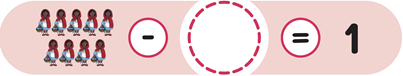 - = 1